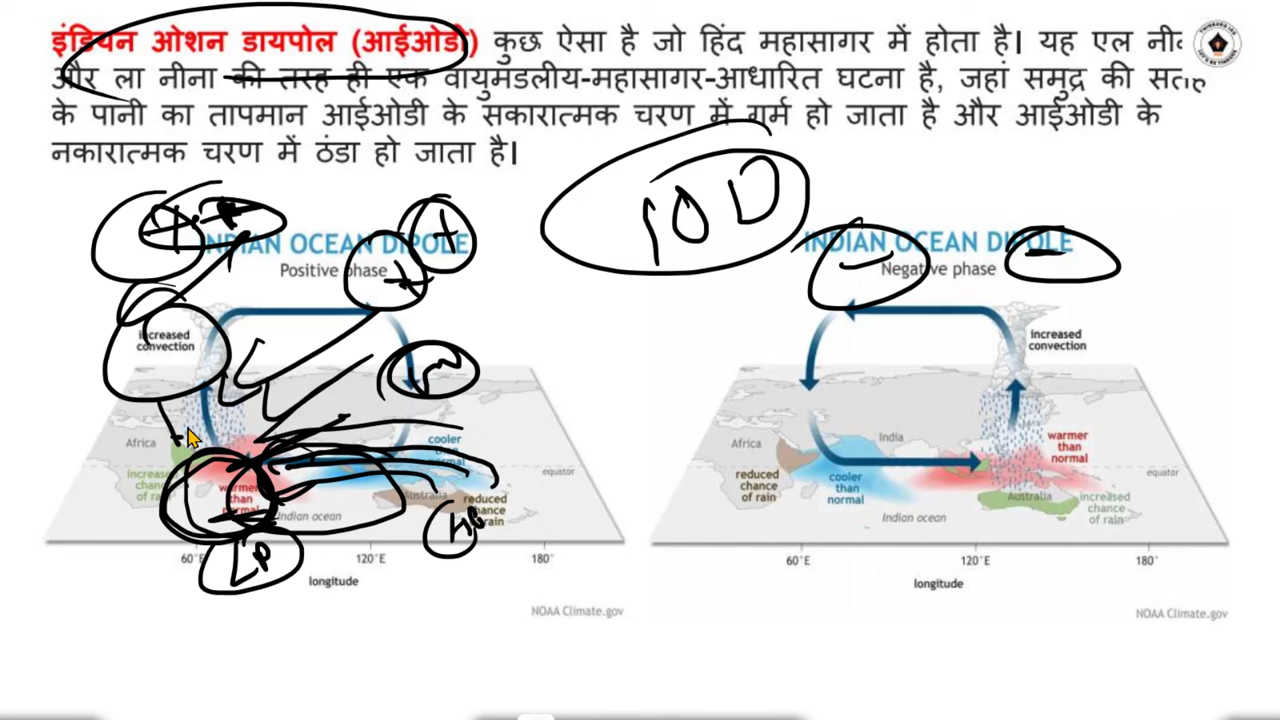 इंडियन ओशन डायपोल (आईओडी) कुछ ऐसा है जो हिंद महासागर में होता है। यह एल
और ला नीना की तरह ही एक वायुमंडलीय-महासागर-आधारित घटना है, जहां समुद्र की सतह
के पानी का तापमान आईओडी के सकारात्मक चरण में गर्म हो जाता है और आईओडी के
नकारात्मक चरण में ठंडा हो जाता है।
IOD
INDIAN OCEAN DIPOLE
Positive phase
increased
convection
Africa
cooler
normal
equator
increase
chance
of rain
warmer
than
normal
Australia
reduced
chance
of rain
Indian ocean
LP
60°E
120°E
180°
longitude
NOAA Climate.gov
INDIAN OCEAN DIPOLE
Negative phase
increased
convection
Africa
India
warmer
than
normal
equator
reduced
chance
of rain
cooler
than
normal
Australia
increased
chance
of rain
Indian ocean
60°E
120°E
180°
longitude
NOAA Climate.gov